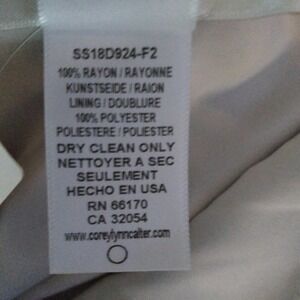 SS18D924-F2
100% RAYON / RAYONNE
KUNSTSEIDE / RAION
LINING / DOUBLURE
100% POLYESTER
POLIESTERE / POLIESTER
DRY CLEAN ONLY
NETTOYER A SEC
SEULEMENT
HECHO EN USA
RN 66170
CA 32054
www.coreylynncalter.com